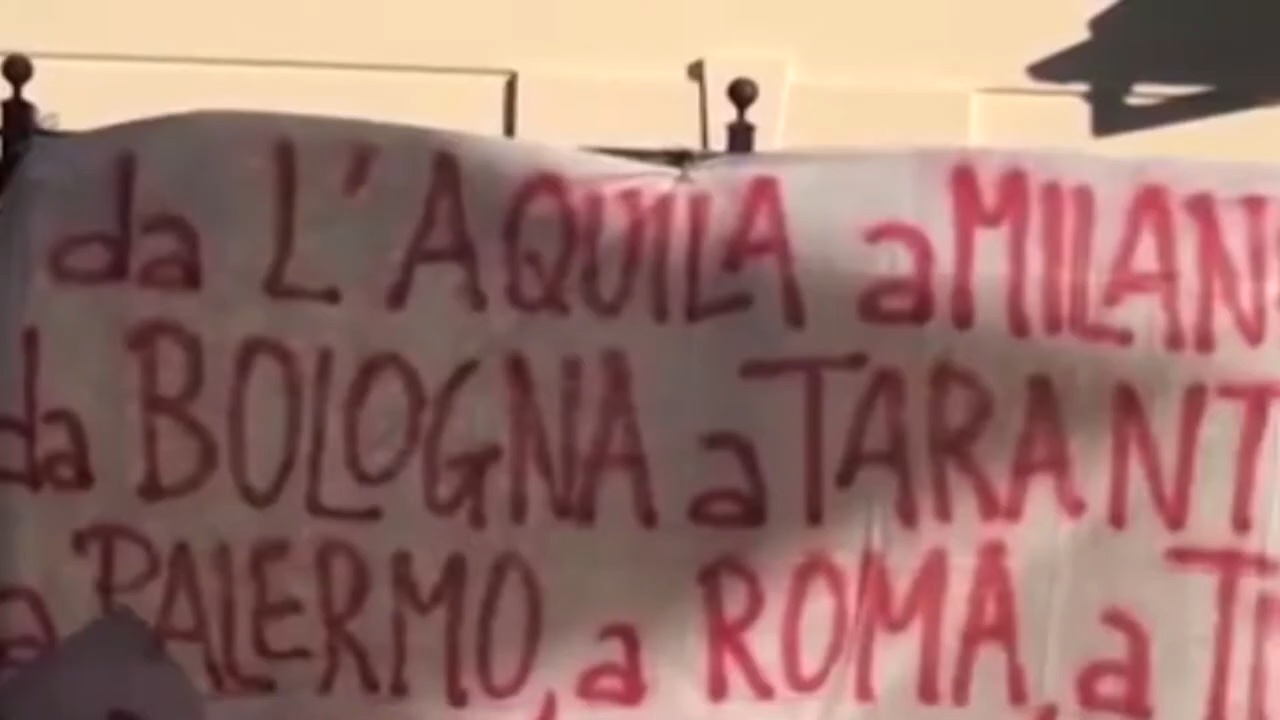 da L'AQUILA a MILAN
da BOLOGNA a TARANT
a PALERMO, a ROMA, a